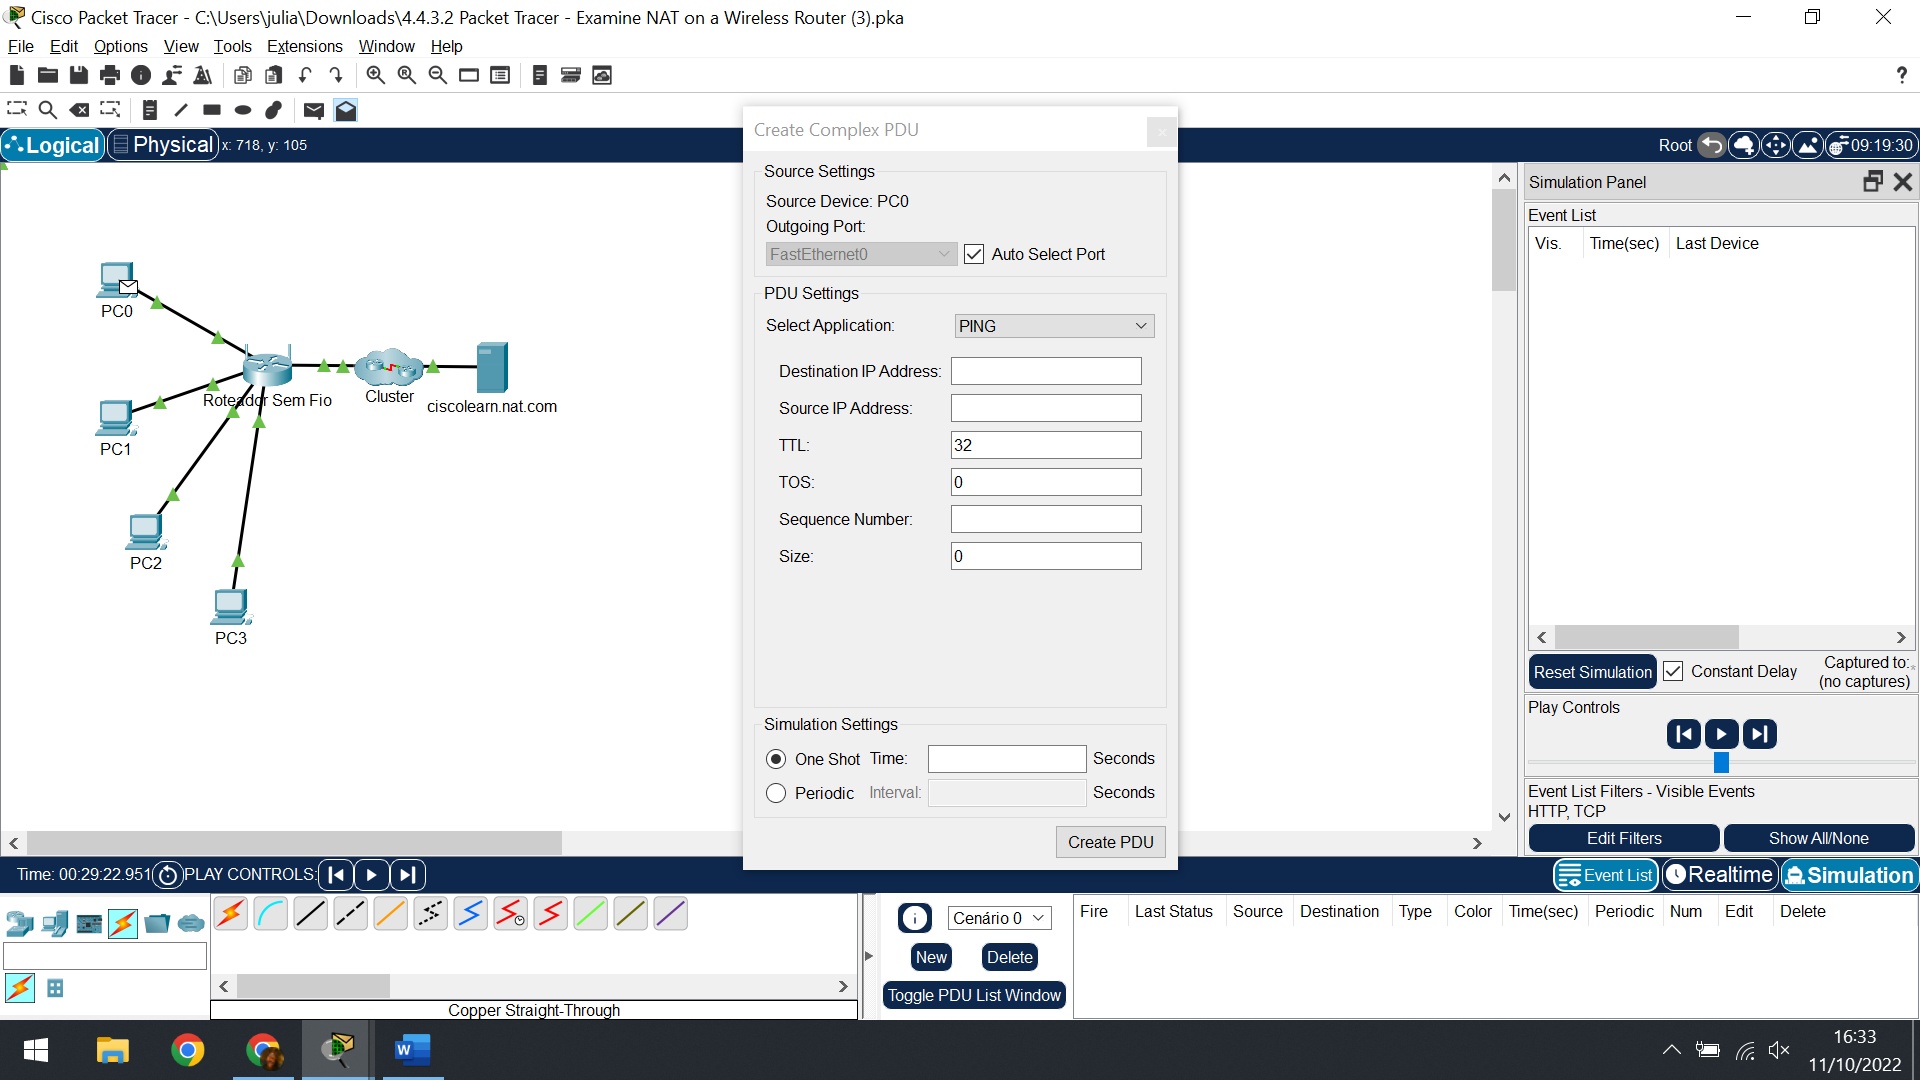 Cisco Packet Tracer - C:\Users\julia\Downloads\4.4.3.2 Packet Tracer - Examine NAT on a Wireless Router (3).pka
File Edit Options View Tools Extensions Window Help
?
Logical Physical x: 718, y: 105
Root 09:19:30
PC0
PC1
PC2
PC3
Roteador Sem Fio
Cluster
ciscolearn.nat.com
Create Complex PDU
Source Settings
Source Device: PC0
Outgoing Port:
FastEthernet0 Auto Select Port
PDU Settings
Select Application: PING
Destination IP Address:
Source IP Address:
TTL: 32
TOS: 0
Sequence Number:
Size: 0
Simulation Settings
One Shot Time: Seconds
Periodic Interval: Seconds
Create PDU
Simulation Panel
Event List
Vis. Time(sec) Last Device
Reset Simulation Constant Delay Captured to:*
(no captures)
Play Controls
Event List Filters - Visible Events
HTTP, TCP
Edit Filters Show All/None
Time: 00:29:22.951 PLAY CONTROLS:
Event List Realtime Simulation
Copper Straight-Through
Cenário 0
New Delete
Toggle PDU List Window
Fire Last Status Source Destination Type Color Time(sec) Periodic Num Edit Delete
16:33
11/10/2022